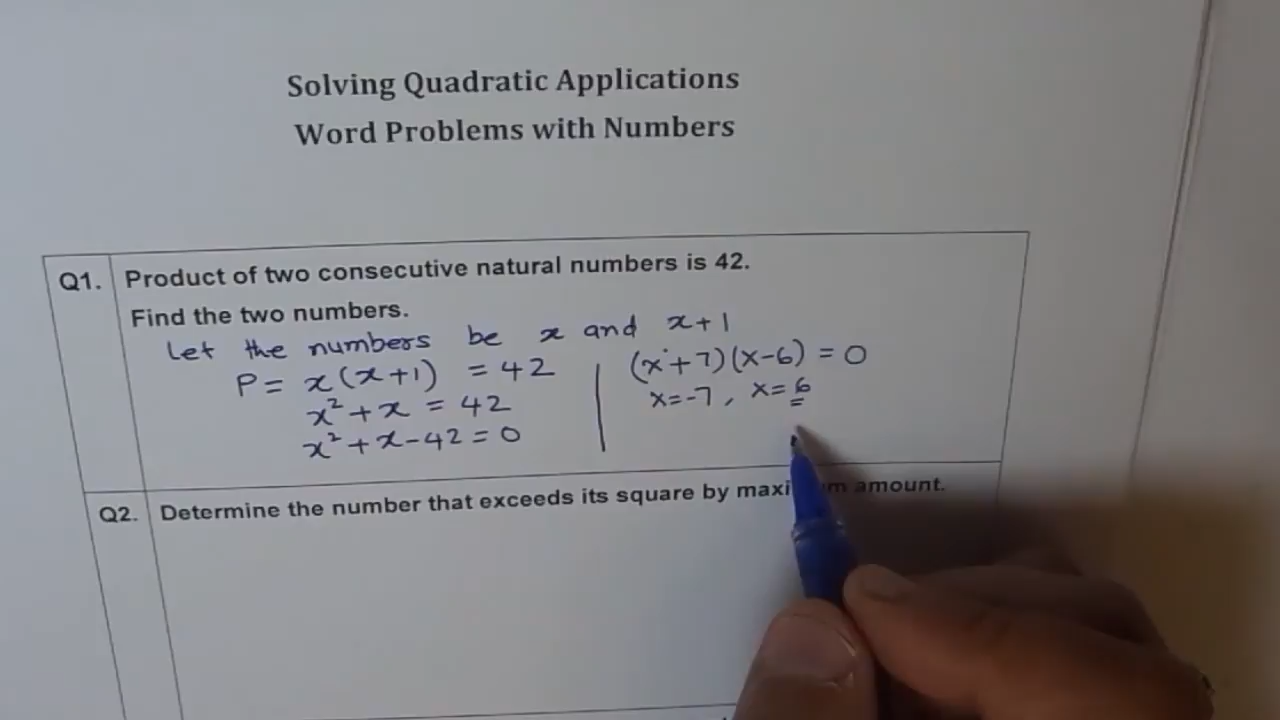 Solving Quadratic Applications
Word Problems with Numbers
Q1. Product of two consecutive natural numbers is 42.
Find the two numbers.
Let the numbers be x and x+1
P = x(x+1) = 42
x² + x = 42
x² + x - 42 = 0
(x + 7)(x - 6) = 0
x = -7, x = 6
Q2. Determine the number that exceeds its square by amount.